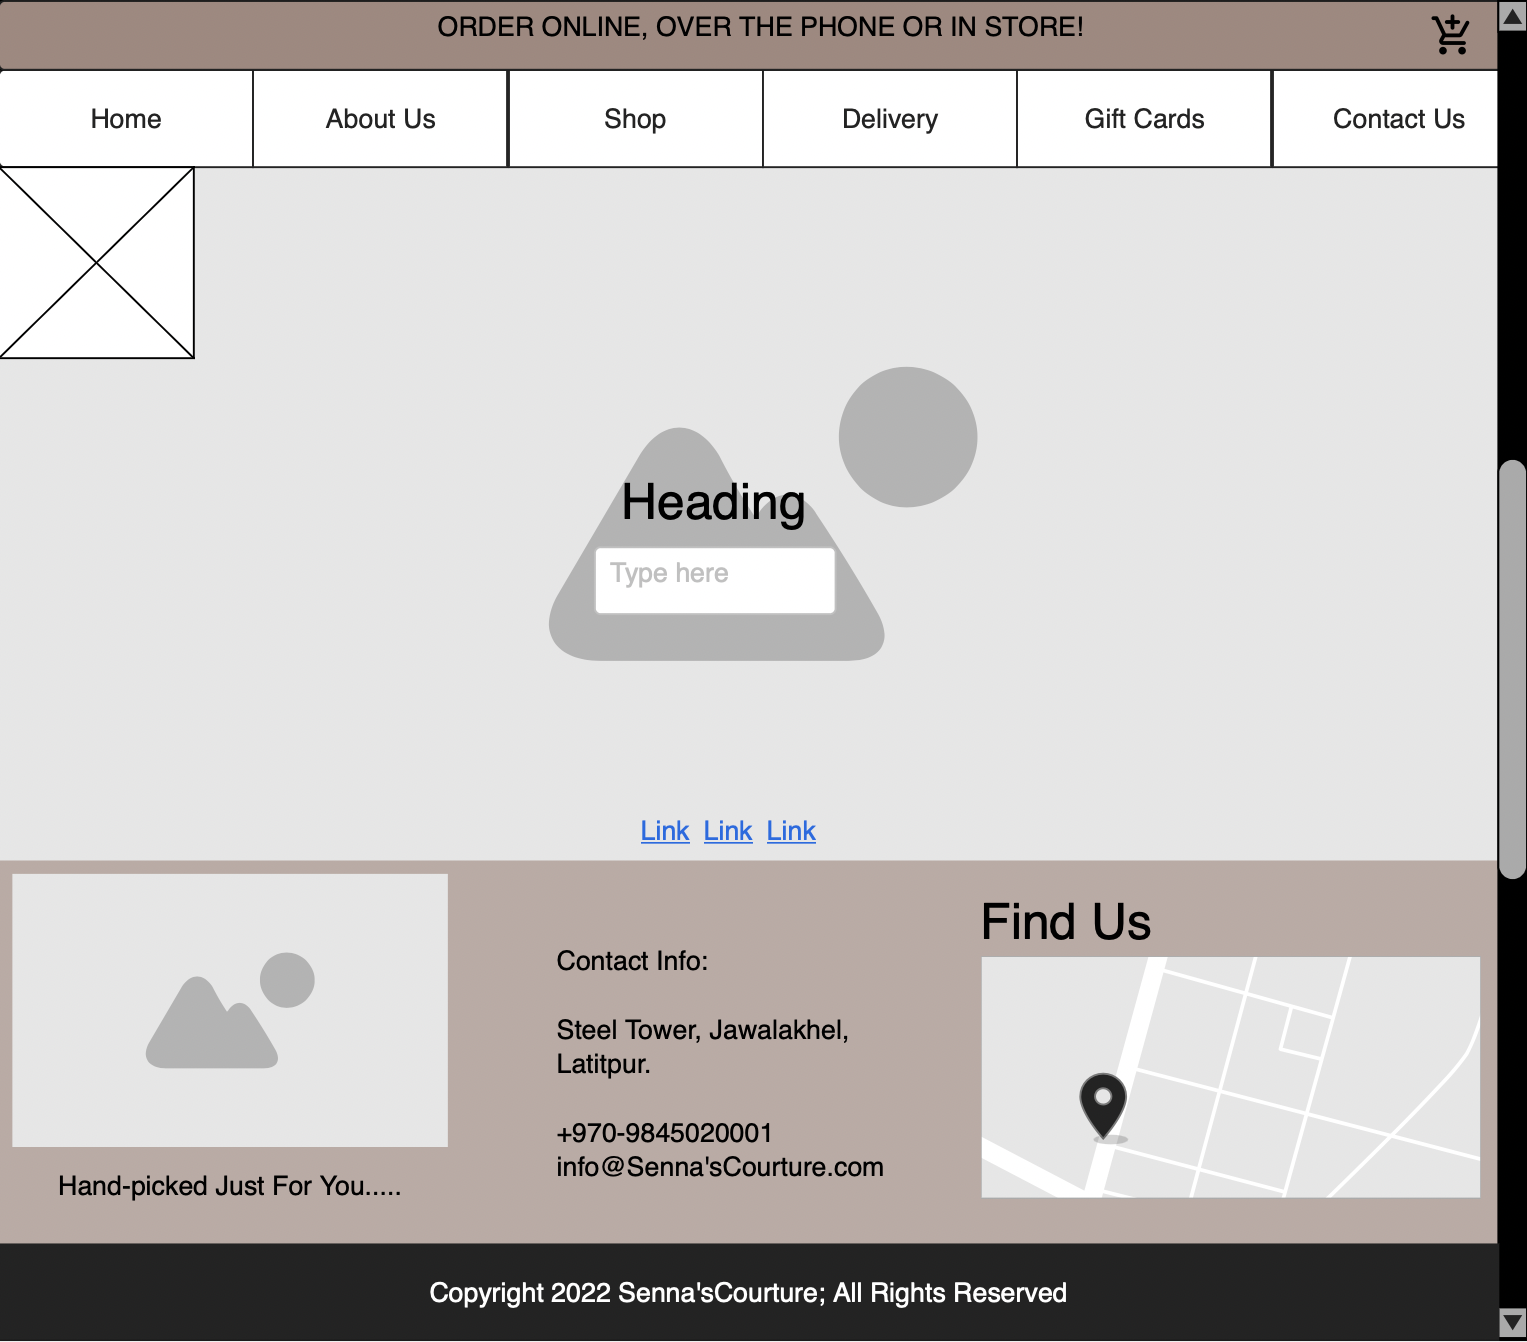 ORDER ONLINE, OVER THE PHONE OR IN STORE!
Home About Us Shop Delivery Gift Cards Contact Us
Heading
Type here
Link Link Link
Hand-picked Just For You.....
Contact Info:
Steel Tower, Jawalakhel,
Latitpur.
+970-9845020001
info@Senna'sCourture.com
Find Us
Copyright 2022 Senna'sCourture; All Rights Reserved